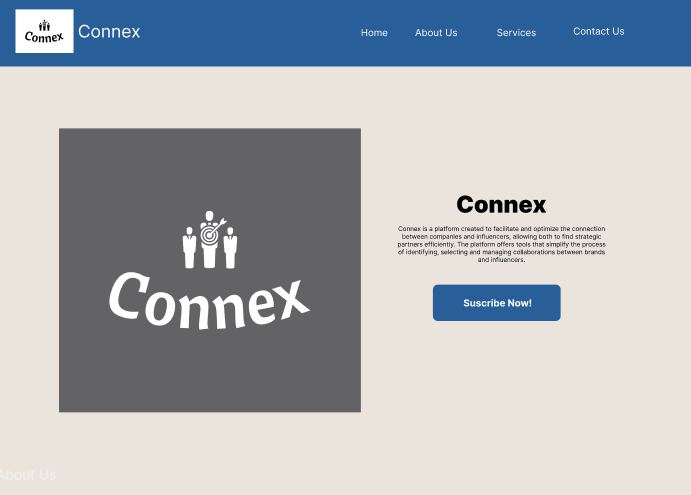 Connex
Connex
Home
About Us
Services
Contact Us
Connex
Connex
Connex is a platform created to facilitate and optimize the connection
between companies and influencers, allowing both to find strategic
partners efficiently. The platform offers tools that simplify the process
of identifying, selecting and managing collaborations between brands
and influencers.
Suscribe Now!
About Us